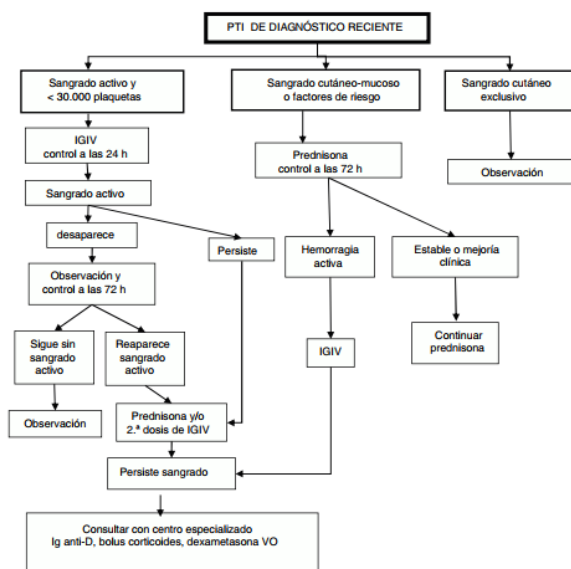 PTI DE DIAGNÓSTICO RECIENTE
Sangrado activo y
< 30.000 plaquetas
Sangrado cutáneo-mucoso
o factores de riesgo
Sangrado cutáneo
exclusivo
IGIV
control a las 24 h
Prednisona
control a las 72 h
Observación
Sangrado activo
desaparece
Persiste
Hemorragia
activa
Estable o mejoría
clínica
Observación y
control a las 72 h
Sigue sin
sangrado
activo
Reaparece
sangrado
activo
IGIV
Continuar
prednisona
Observación
Prednisona y/o
2.ª dosis de IGIV
Persiste sangrado
Consultar con centro especializado
Ig anti-D, bolus corticoides, dexametasona VO